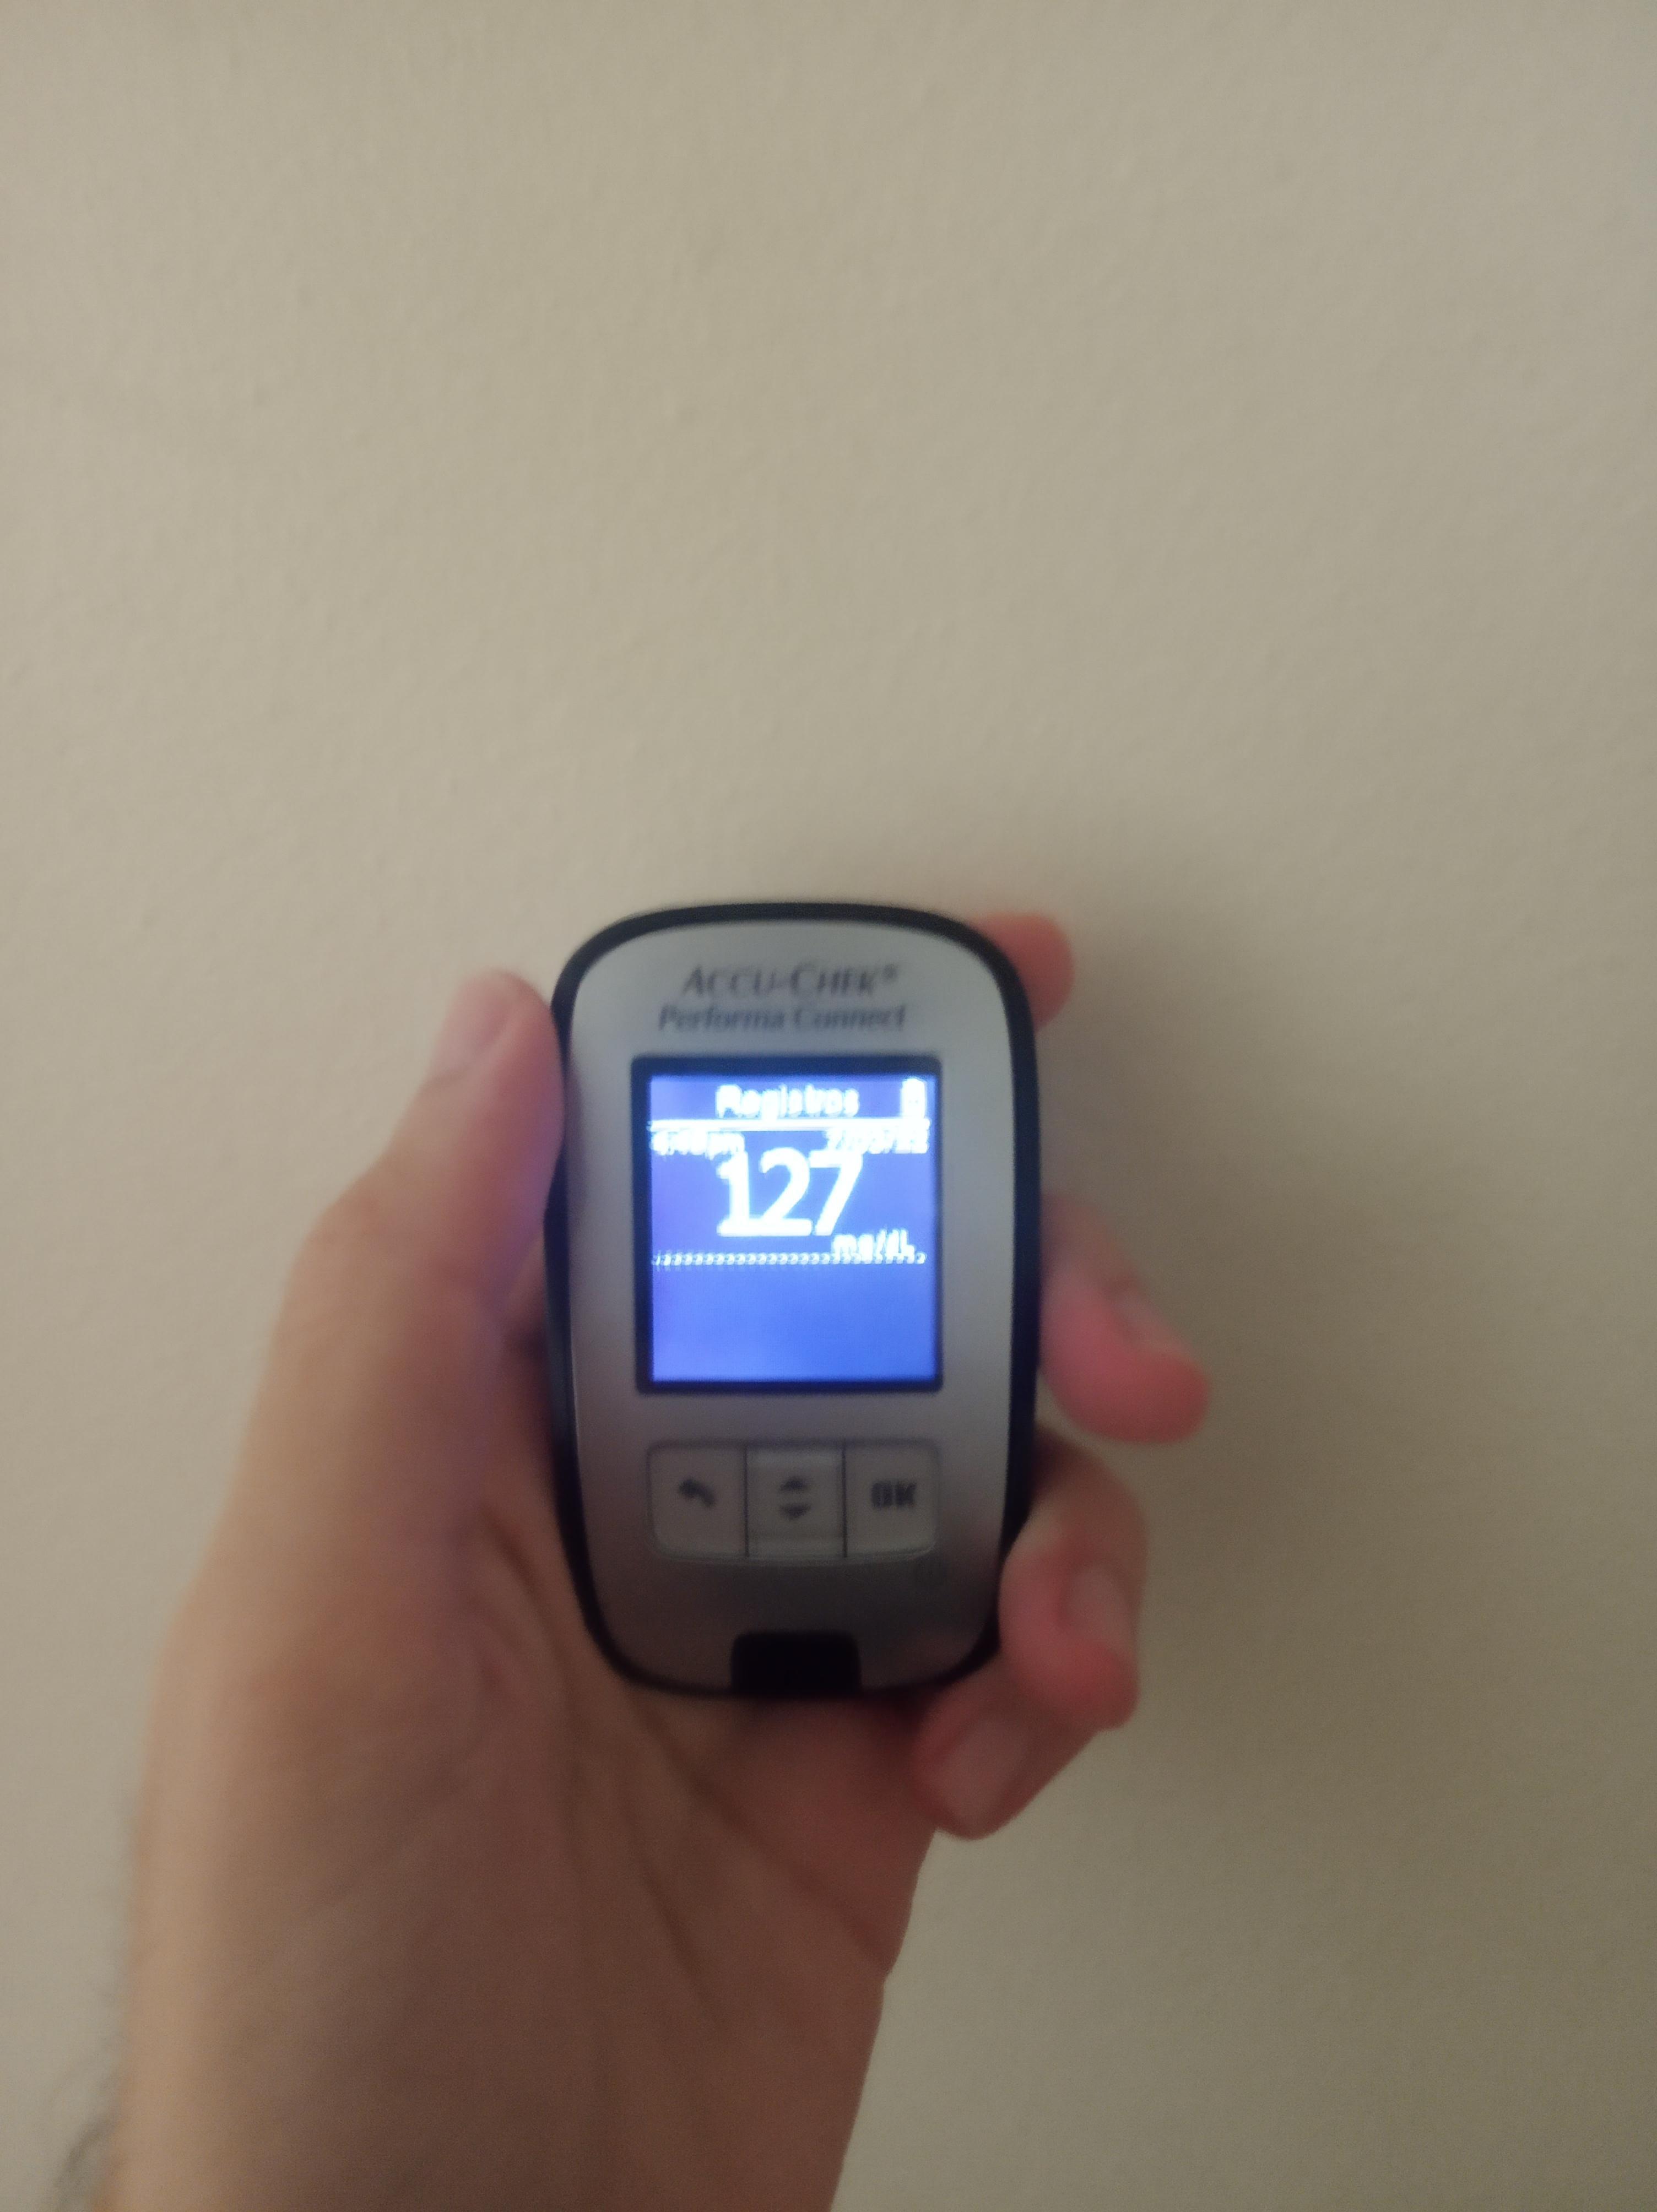 ACCU-CHEK®
Performa Connect
Registros
127
mg/dL
OK